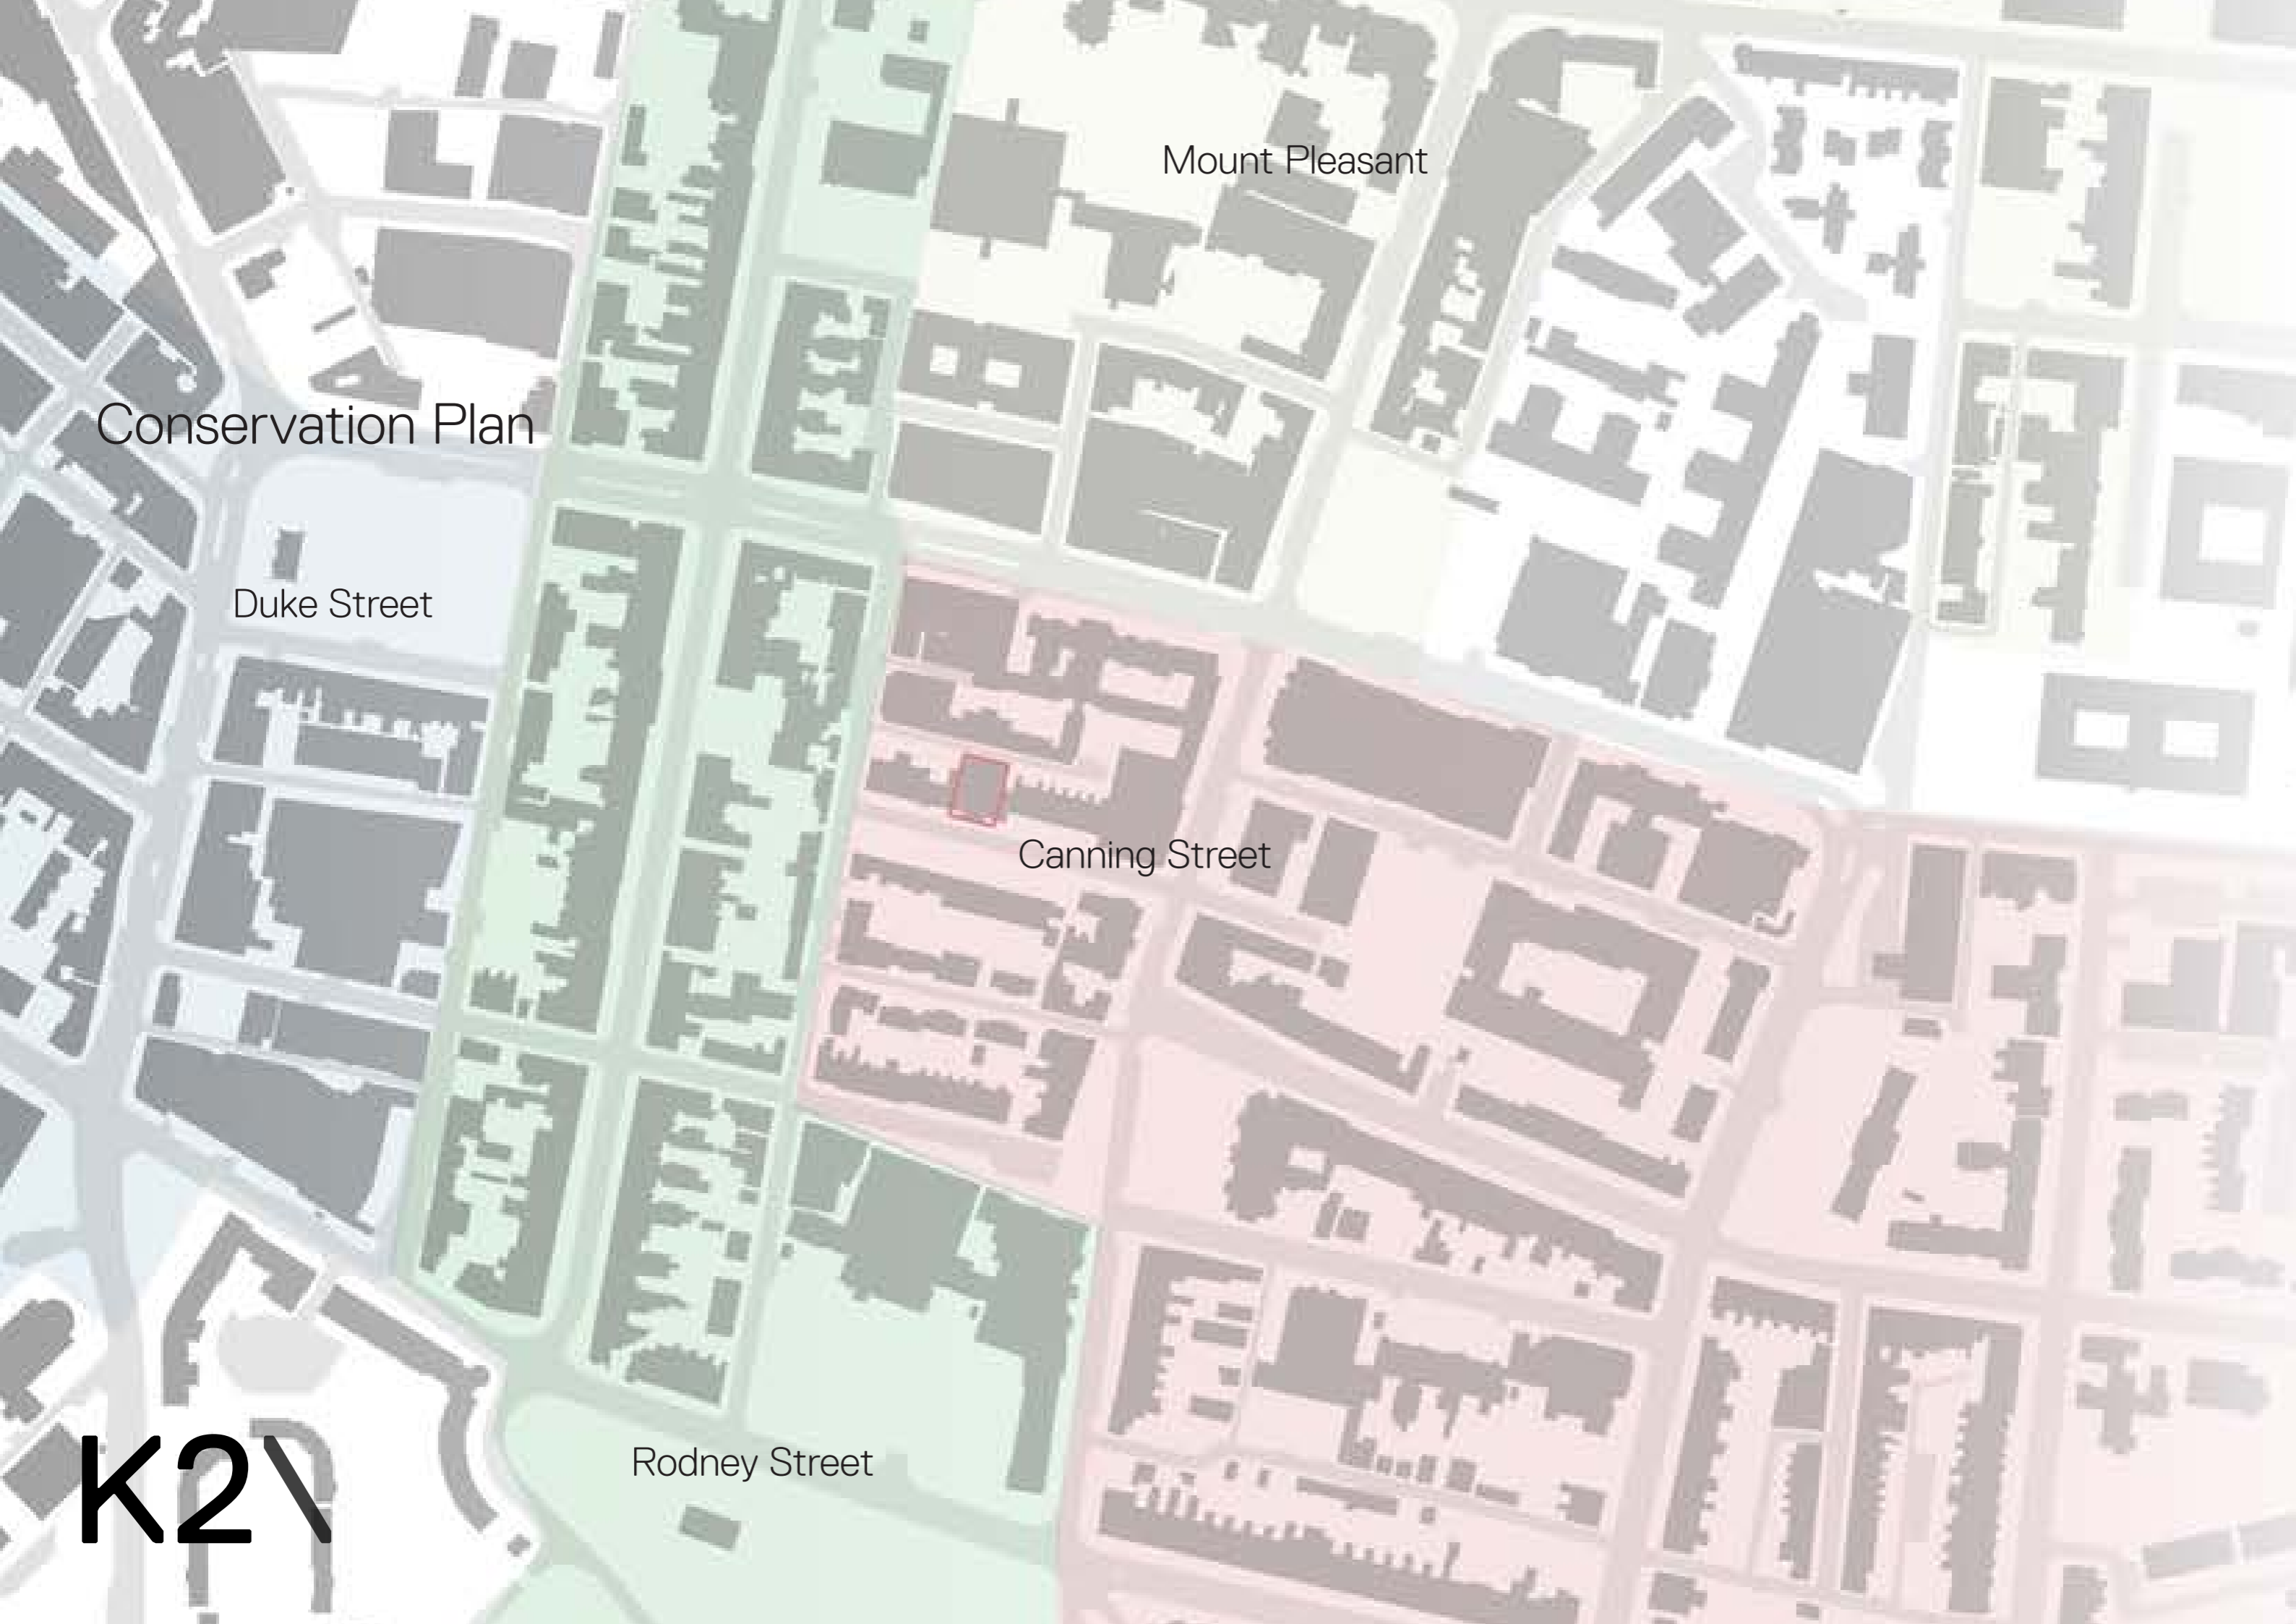 Mount Pleasant
Conservation Plan
Duke Street
Canning Street
Rodney Street
K2\